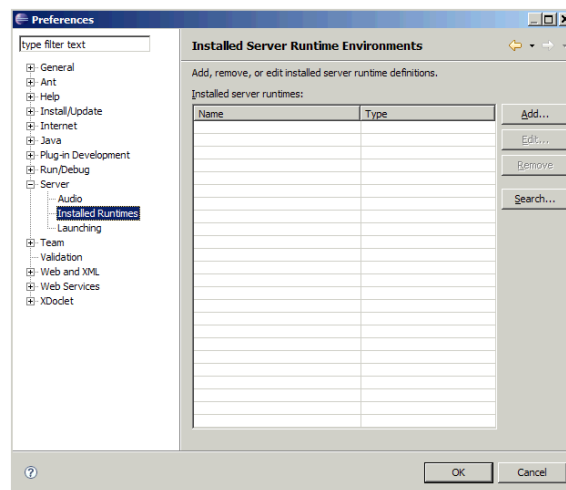 Preferences
type filter text
General
Ant
Help
Install/Update
Internet
Java
Plug-in Development
Run/Debug
Server
Audio
Installed Runtimes
Launching
Team
Validation
Web and XML
Web Services
XDoclet
Installed Server Runtime Environments
Add, remove, or edit installed server runtime definitions.
Installed server runtimes:
Name Type
Add...
Edit...
Remove
Search...
OK Cancel